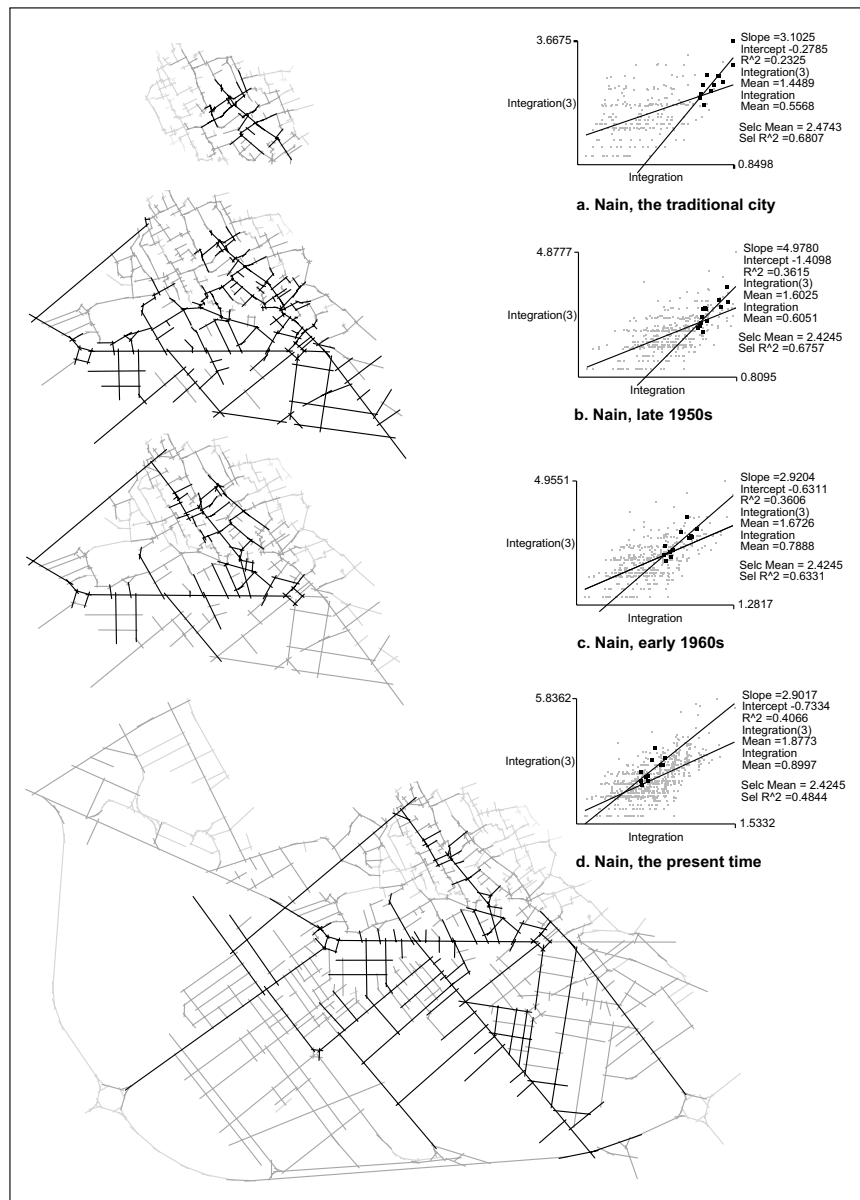 3.6675
Integration(3)
Integration
0.8498
Slope =3.1025
Intercept -0.2785
R^2 =0.2325
Integration(3)
Mean =1.4489
Integration
Mean =0.5568
Selc Mean = 2.4743
Sel R^2 =0.6807
a. Nain, the traditional city
4.8777
Integration(3)
Integration
0.8095
Slope =4.9780
Intercept -1.4098
R^2 =0.3615
Integration(3)
Mean =1.6025
Integration
Mean =0.6051
Selc Mean =2.4245
Sel R^2 =0.6757
b. Nain, late 1950s
4.9551
Integration(3)
Integration
1.2817
Slope =2.9204
Intercept -0.6311
R^2 =0.3606
Integration(3)
Mean =1.6726
Integration
Mean =0.7888
Selc Mean = 2.4245
Sel R^2 =0.6331
c. Nain, early 1960s
5.8362
Integration(3)
Integration
1.5332
Slope =2.9017
Intercept -0.7334
R^2 =0.4066
Integration(3)
Mean =1.8773
Integration
Mean =0.8997
Selc Mean = 2.4245
Sel R^2 =0.4844
d. Nain, the present time